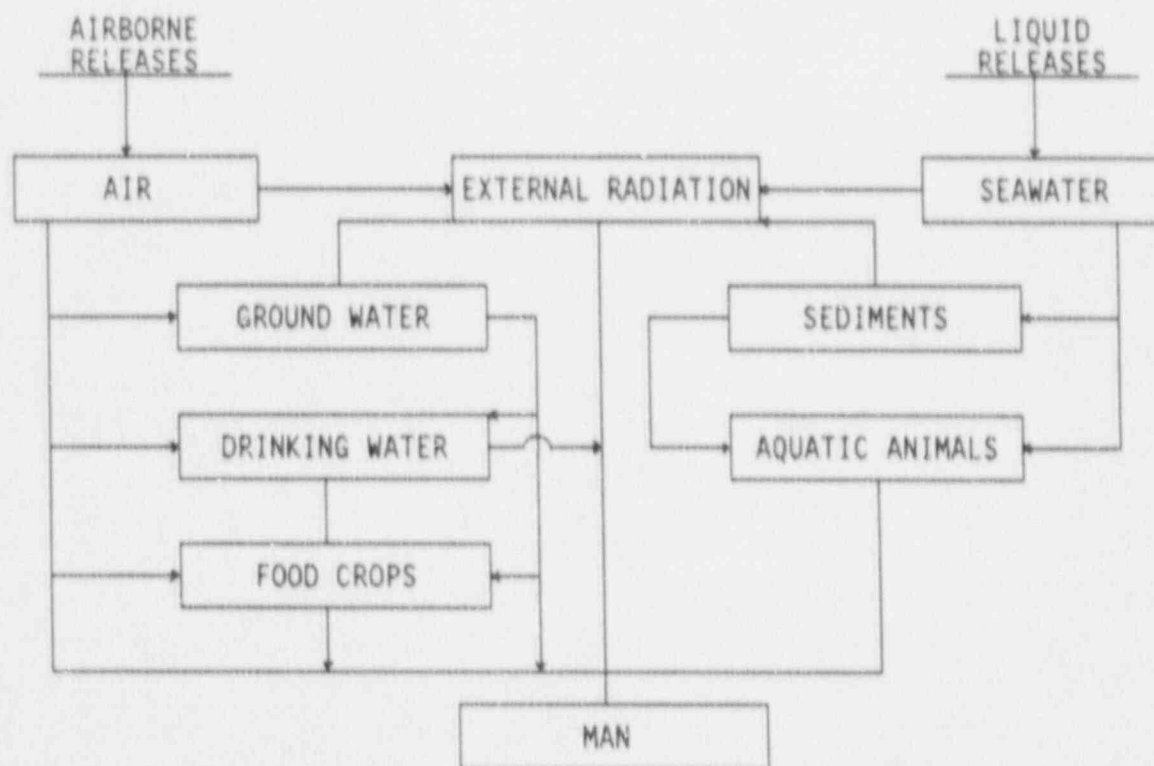 AIRBORNE
RELEASES
LIQUID
RELEASES
AIR
EXTERNAL RADIATION
SEAWATER
GROUND WATER
SEDIMENTS
DRINKING WATER
AQUATIC ANIMALS
FOOD CROPS
MAN